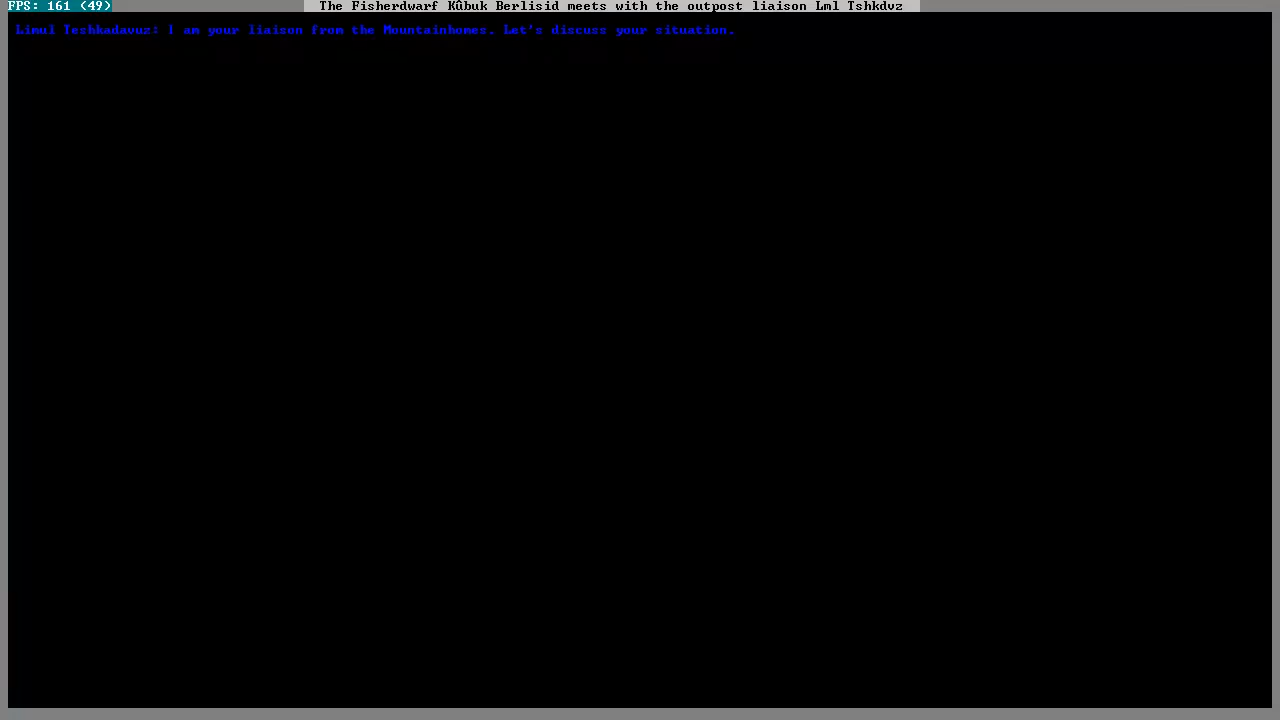 FPS: 161 (49)
The Fisherdwarf Kûbuk Berlisid meets with the outpost liaison Lml Tshkdvz
Limul Teshkadavuz: I am your liaison from the Mountainhomes. Let's discuss your situation.